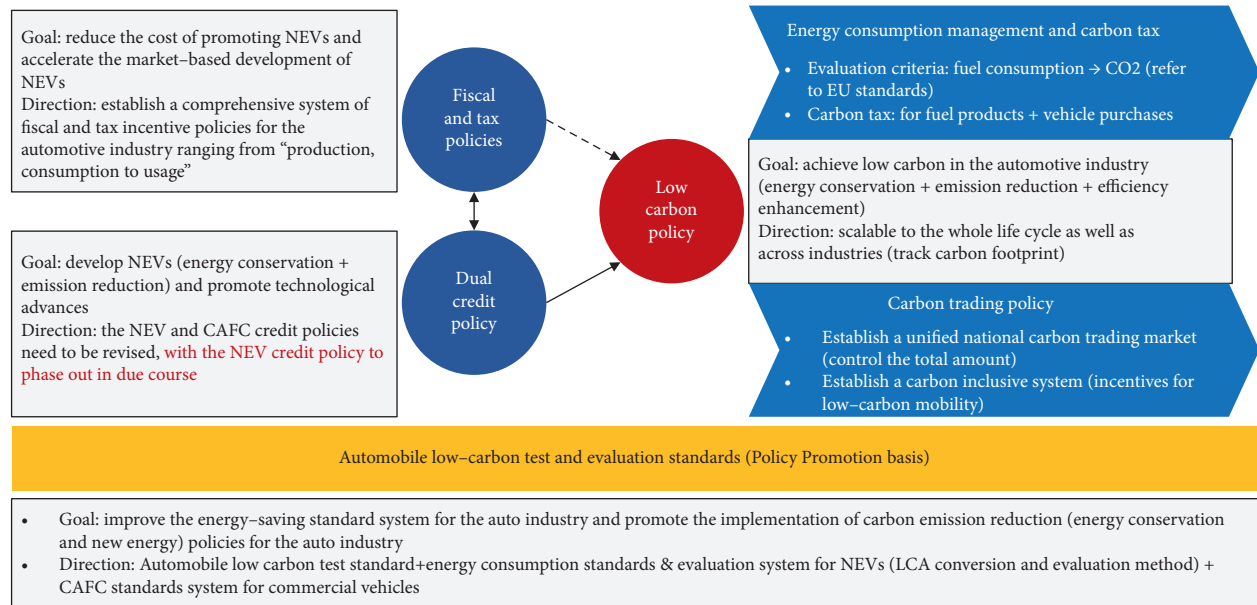 Goal: reduce the cost of promoting NEVs and
accelerate the market–based development of
NEVs
Direction: establish a comprehensive system of
fiscal and tax incentive policies for the
automotive industry ranging from “production,
consumption to usage”
Goal: develop NEVs (energy conservation +
emission reduction) and promote technological
advances
Direction: the NEV and CAFC credit policies
need to be revised, with the NEV credit policy to
phase out in due course
Fiscal
and tax
policies
Dual
credit
policy
Low
carbon
policy
Energy consumption management and carbon tax
• Evaluation criteria: fuel consumption → CO2 (refer
to EU standards)
• Carbon tax: for fuel products + vehicle purchases
Goal: achieve low carbon in the automotive industry
(energy conservation + emission reduction + efficiency
enhancement)
Direction: scalable to the whole life cycle as well as
across industries (track carbon footprint)
Carbon trading policy
• Establish a unified national carbon trading market
(control the total amount)
• Establish a carbon inclusive system (incentives for
low–carbon mobility)
Automobile low–carbon test and evaluation standards (Policy Promotion basis)
• Goal: improve the energy–saving standard system for the auto industry and promote the implementation of carbon emission reduction (energy conservation
and new energy) policies for the auto industry
• Direction: Automobile low carbon test standard+energy consumption standards & evaluation system for NEVs (LCA conversion and evaluation method) +
CAFC standards system for commercial vehicles